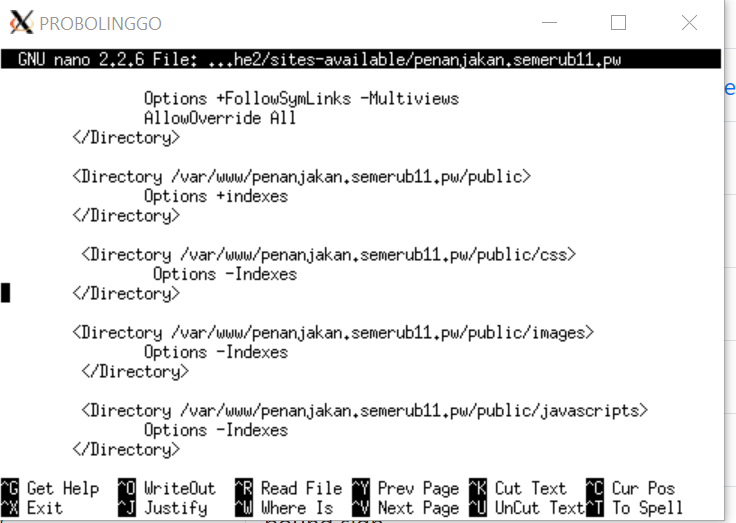 PROBOLINGGO
GNU nano 2.2.6 File: ...he2/sites-available/penanjakan.semerub11.pw
Options +FollowSymLinks -Multiviews
AllowOverride All
</Directory>
<Directory /var/www/penanjakan.semerub11.pw/public>
Options +indexes
</Directory>
<Directory /var/www/penanjakan.semerub11.pw/public/css>
Options -Indexes
</Directory>
<Directory /var/www/penanjakan.semerub11.pw/public/images>
Options -Indexes
</Directory>
<Directory /var/www/penanjakan.semerub11.pw/public/javascripts>
Options -Indexes
</Directory>
^G Get Help ^O WriteOut ^R Read File ^Y Prev Page ^K Cut Text ^C Cur Pos
^X Exit ^J Justify ^W Where Is ^V Next Page ^U UnCut Text ^T To Spell